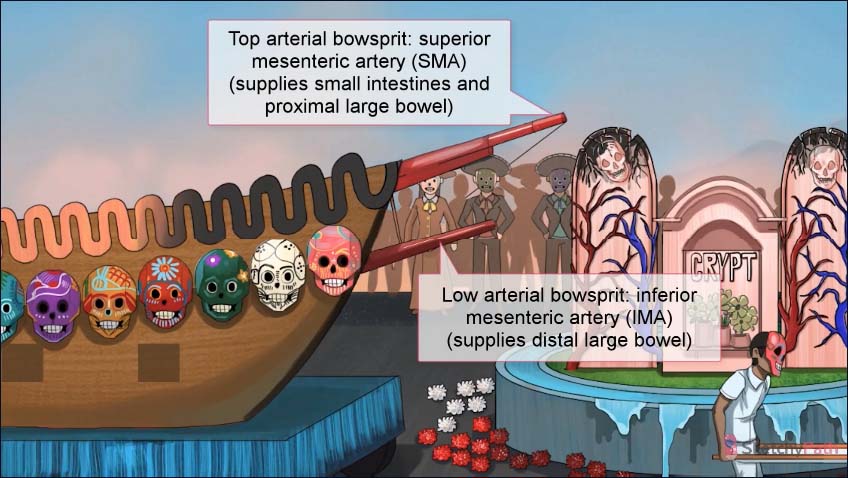 Top arterial bowsprit: superior
mesenteric artery (SMA)
(supplies small intestines and
proximal large bowel)
CRYPT
Low arterial bowsprit: inferior
mesenteric artery (IMA)
(supplies distal large bowel)